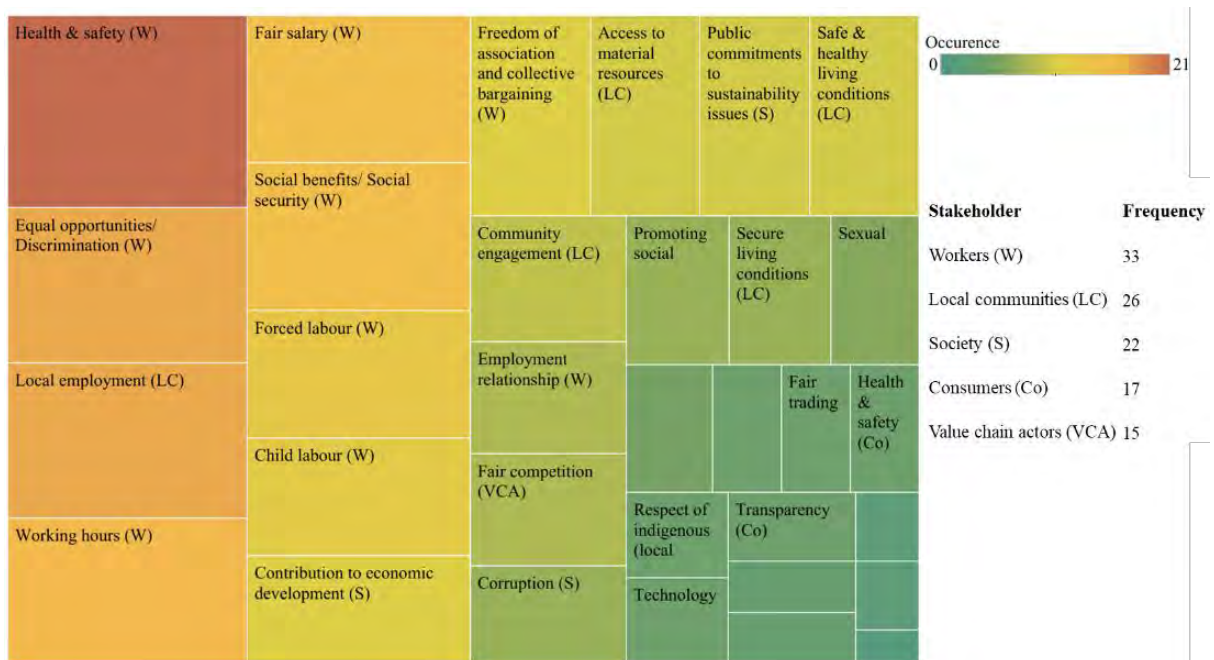 Health & safety (W)
Equal opportunities/
Discrimination (W)
Local employment (LC)
Working hours (W)
Fair salary (W)
Social benefits/ Social
security (W)
Forced labour (W)
Child labour (W)
Contribution to economic
development (S)
Freedom of
association
and collective
bargaining
(W)
Access to
material
resources
(LC)
Public
commitments
to
sustainability
issues (S)
Safe &
healthy
living
conditions
(LC)
Community
engagement (LC)
Employment
relationship (W)
Fair competition
(VCA)
Corruption (S)
Promoting
social
Secure
living
conditions
(LC)
Sexual
Fair
trading
Health
&
safety
(Co)
Respect of
indigenous
(local
Technology
Transparency
(Co)
Occurence
0 21
Stakeholder Frequency
Workers (W) 33
Local communities (LC) 26
Society (S) 22
Consumers (Co) 17
Value chain actors (VCA) 15